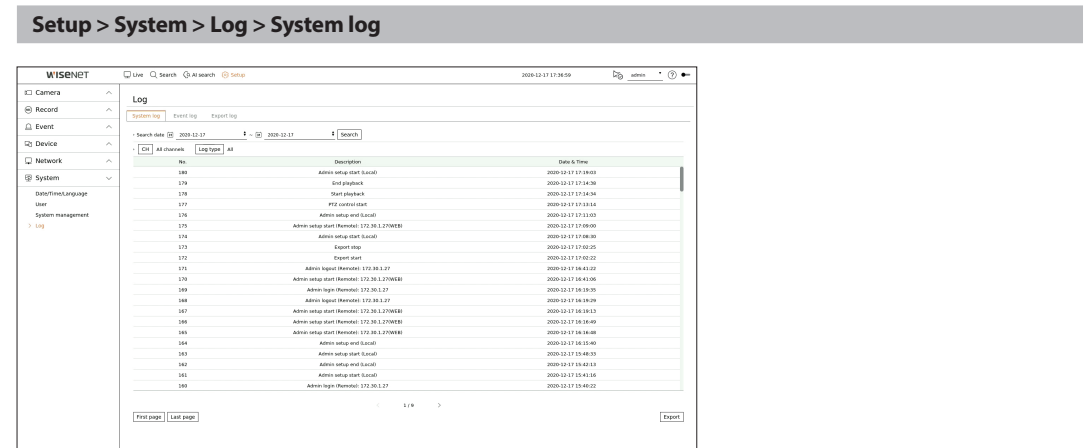 Setup > System > Log > System log
WISENET Live Search AI search Setup 2020-12-17 17:36:59 admin
Camera
Record
Event
Device
Network
System
Date/Time/Language
User
System management
> Log
Log
System log Event log Export log
Search date 2020-12-17 ~ 2020-12-17 Search
CH All channels Log type All
No. Description Date & Time
180 Admin setup start (Local) 2020-12-17 17:19:03
179 End playback 2020-12-17 17:14:38
178 Start playback 2020-12-17 17:14:34
177 PTZ control start 2020-12-17 17:13:14
176 Admin setup end (Local) 2020-12-17 17:11:03
175 Admin setup start (Remote): 172.30.1.27(WEB) 2020-12-17 17:09:00
174 Admin setup start (Local) 2020-12-17 17:08:30
173 Export stop 2020-12-17 17:02:25
172 Export start 2020-12-17 17:02:22
171 Admin logout (Remote): 172.30.1.27 2020-12-17 16:41:22
170 Admin setup start (Remote): 172.30.1.27(WEB) 2020-12-17 16:41:06
169 Admin login (Remote): 172.30.1.27 2020-12-17 16:19:35
168 Admin logout (Remote): 172.30.1.27 2020-12-17 16:19:29
167 Admin setup start (Remote): 172.30.1.27(WEB) 2020-12-17 16:19:13
166 Admin setup start (Remote): 172.30.1.27(WEB) 2020-12-17 16:16:49
165 Admin setup start (Remote): 172.30.1.27(WEB) 2020-12-17 16:16:48
164 Admin setup end (Local) 2020-12-17 16:15:40
163 Admin setup start (Local) 2020-12-17 15:48:33
162 Admin setup end (Local) 2020-12-17 15:42:13
161 Admin setup start (Local) 2020-12-17 15:41:16
160 Admin login (Remote): 172.30.1.27 2020-12-17 15:40:22
< 1 / 9 >
First page Last page Export